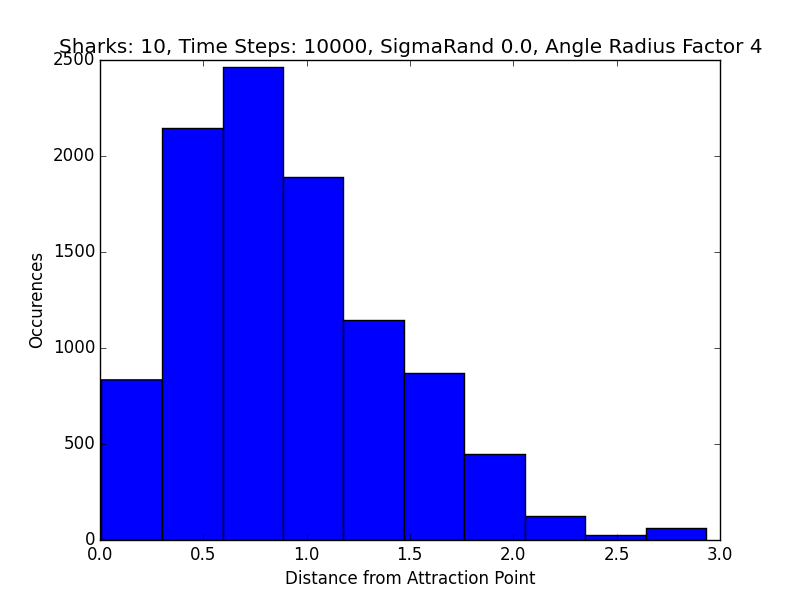 Sharks: 10, Time Steps: 10000, SigmaRand 0.0, Angle Radius Factor 4
2500
2000
1500
1000
500
0
Occurences
0.0 0.5 1.0 1.5 2.0 2.5 3.0
Distance from Attraction Point